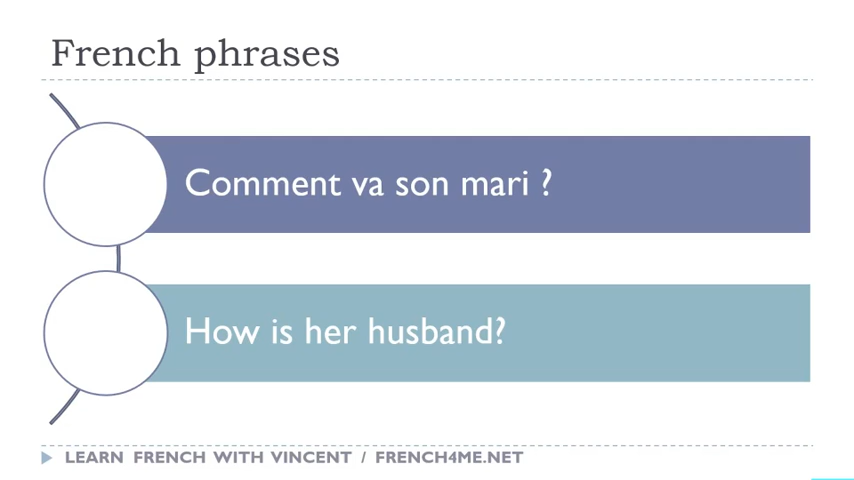 French phrases
Comment va son mari ?
How is her husband?
LEARN FRENCH WITH VINCENT / FRENCH4ME.NET